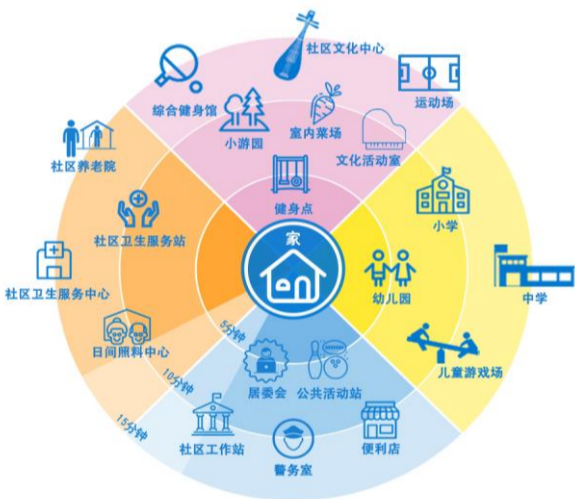 社区文化中心
综合健身馆
运动场
小游园
室内菜场
文化活动室
社区养老院
健身点
小学
社区卫生服务站
家
幼儿园
社区卫生服务中心
中学
日间照料中心
5分钟
儿童游戏场
10分钟
居委会
公共活动站
15分钟
社区工作站
警务室
便利店